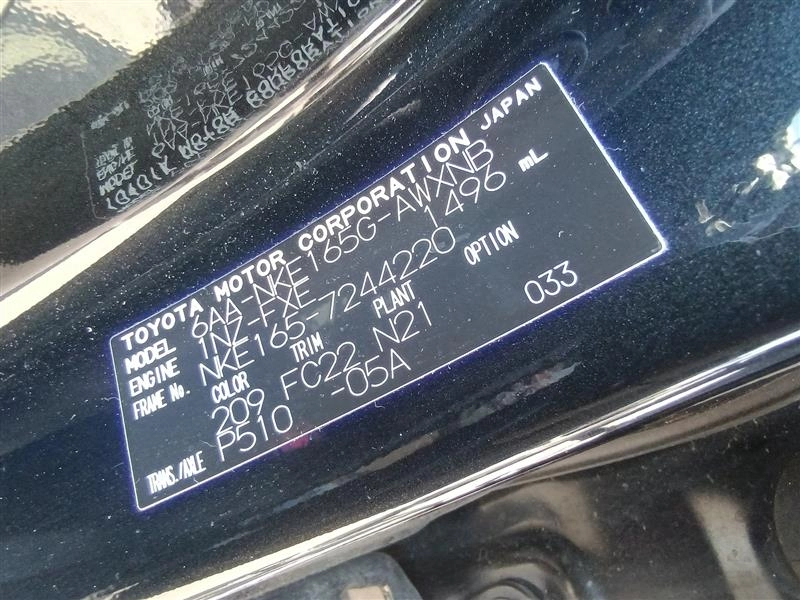 TOYOTA MOTOR CORPORATION JAPAN
MODEL 6AA-NKE165G-AWXNB
ENGINE 1NZ-FXE 1496 mL
FRAME No. NKE165-7244220
COLOR TRIM PLANT OPTION
209 FC22 N21 033
TRANS./AXLE P510 -05A